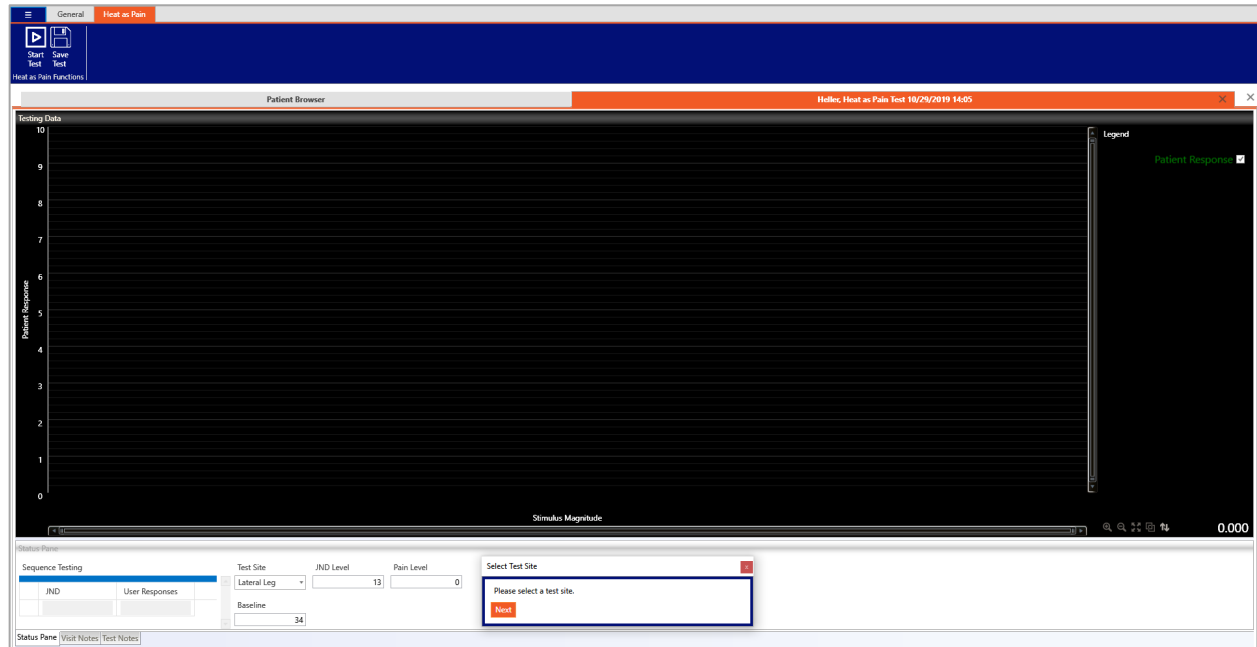 General Heat as Pain
Start Save
Test Test
Heat as Pain Functions
Patient Browser Heller, Heat as Pain Test 10/29/2019 14:05
Testing Data
10
9
8
7
6
5
4
3
2
1
0
Patient Response
Stimulus Magnitude
Legend
Patient Response
0.000
Status Pane
Sequence Testing
JND User Responses
Test Site JND Level Pain Level
Lateral Leg 13 0
Baseline
34
Select Test Site x
Please select a test site.
Next
Status Pane Visit Notes Test Notes